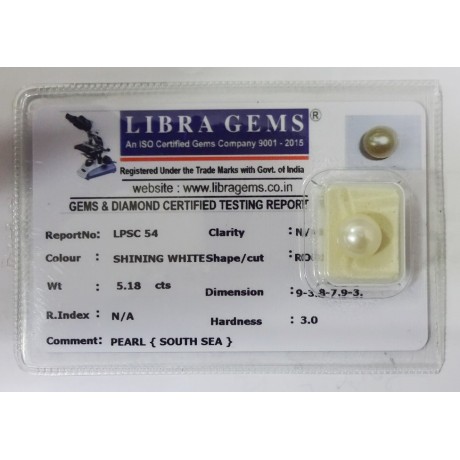 LIBRA GEMS ®
An ISO Certified Gems Company 9001 - 2015
Registered Under the Trade Marks with Govt. of India
website : www.libragems.co.in
GEMS & DIAMOND CERTIFIED TESTING REPORT
ReportNo: LPSC 54 Clarity : N/
Colour : SHINING WHITE Shape/cut :
Wt : 5.18 cts Dimension :
R.Index : N/A Hardness : 3.0
Comment: PEARL { SOUTH SEA }